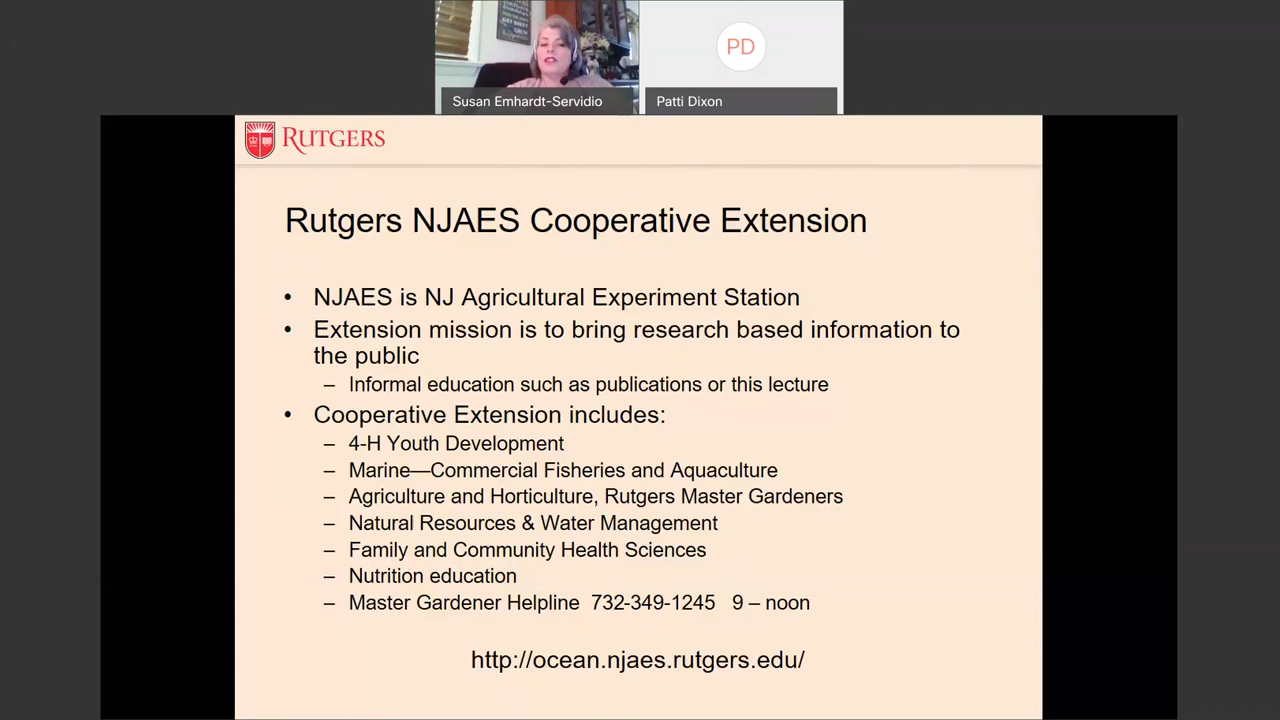 GET DIRTY
GROW
Susan Emhardt-Servidio
PD
Patti Dixon
RUTGERS
Rutgers NJAES Cooperative Extension
• NJAES is NJ Agricultural Experiment Station
• Extension mission is to bring research based information to
the public
– Informal education such as publications or this lecture
• Cooperative Extension includes:
– 4-H Youth Development
– Marine—Commercial Fisheries and Aquaculture
– Agriculture and Horticulture, Rutgers Master Gardeners
– Natural Resources & Water Management
– Family and Community Health Sciences
– Nutrition education
– Master Gardener Helpline 732-349-1245 9 – noon
http://ocean.njaes.rutgers.edu/